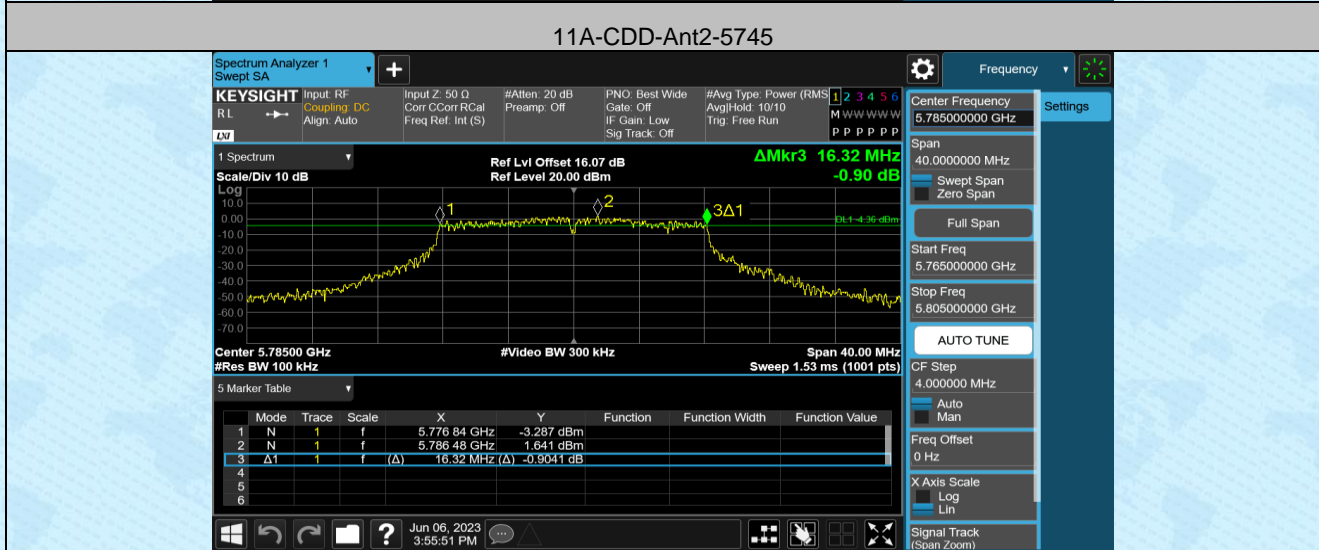 11A-CDD-Ant2-5745
Spectrum Analyzer 1
Swept SA
Frequency
KEYSIGHT
R L
LXI
Input: RF
Coupling: DC
Align: Auto
Input Z: 50 Ω
Corr CCorr RCal
Freq Ref: Int (S)
#Atten: 20 dB
Preamp: Off
PNO: Best Wide
Gate: Off
IF Gain: Low
Sig Track: Off
#Avg Type: Power (RMS
Avg|Hold: 10/10
Trig: Free Run
1 2 3 4 5 6
M W W W W W
P P P P P P
Center Frequency
5.785000000 GHz
Settings
1 Spectrum
Scale/Div 10 dB
Ref Lvl Offset 16.07 dB
Ref Level 20.00 dBm
ΔMkr3 16.32 MHz
-0.90 dB
Span
40.0000000 MHz
Swept Span
Zero Span
Full Span
Log
10.0
0.00
-10.0
-20.0
-30.0
-40.0
-50.0
-60.0
-70.0
1
2
3Δ1
DL1 -4.36 dBm
Start Freq
5.765000000 GHz
Stop Freq
5.805000000 GHz
AUTO TUNE
Center 5.78500 GHz
#Res BW 100 kHz
#Video BW 300 kHz
Span 40.00 MHz
Sweep 1.53 ms (1001 pts)
CF Step
4.000000 MHz
Auto
Man
5 Marker Table
Mode Trace Scale X Y Function Function Width Function Value
1 N 1 f 5.776 84 GHz -3.287 dBm
2 N 1 f 5.786 48 GHz 1.641 dBm
3 Δ1 1 f (Δ) 16.32 MHz (Δ) -0.9041 dB
4
5
6
Freq Offset
0 Hz
X Axis Scale
Log
Lin
Signal Track
(Span Zoom)
?
Jun 06, 2023
3:55:51 PM